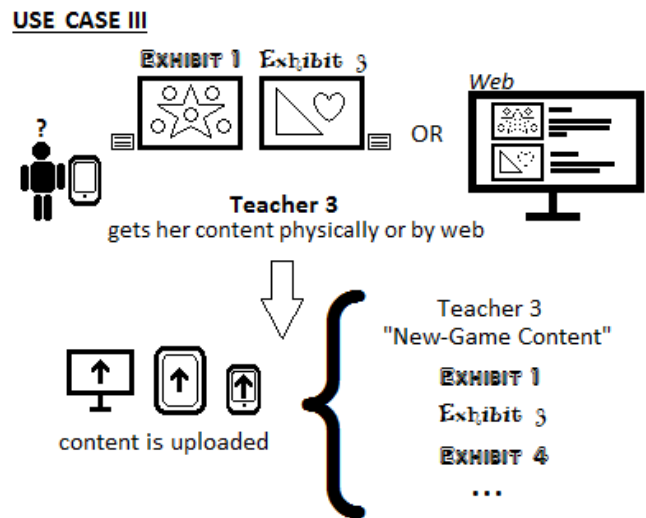 USE CASE III
EXHIBIT 1 Exhibit 3
Web
?
OR
Teacher 3
gets her content physically or by web
Teacher 3
"New-Game Content"
EXHIBIT 1
Exhibit 3
EXHIBIT 4
...
content is uploaded